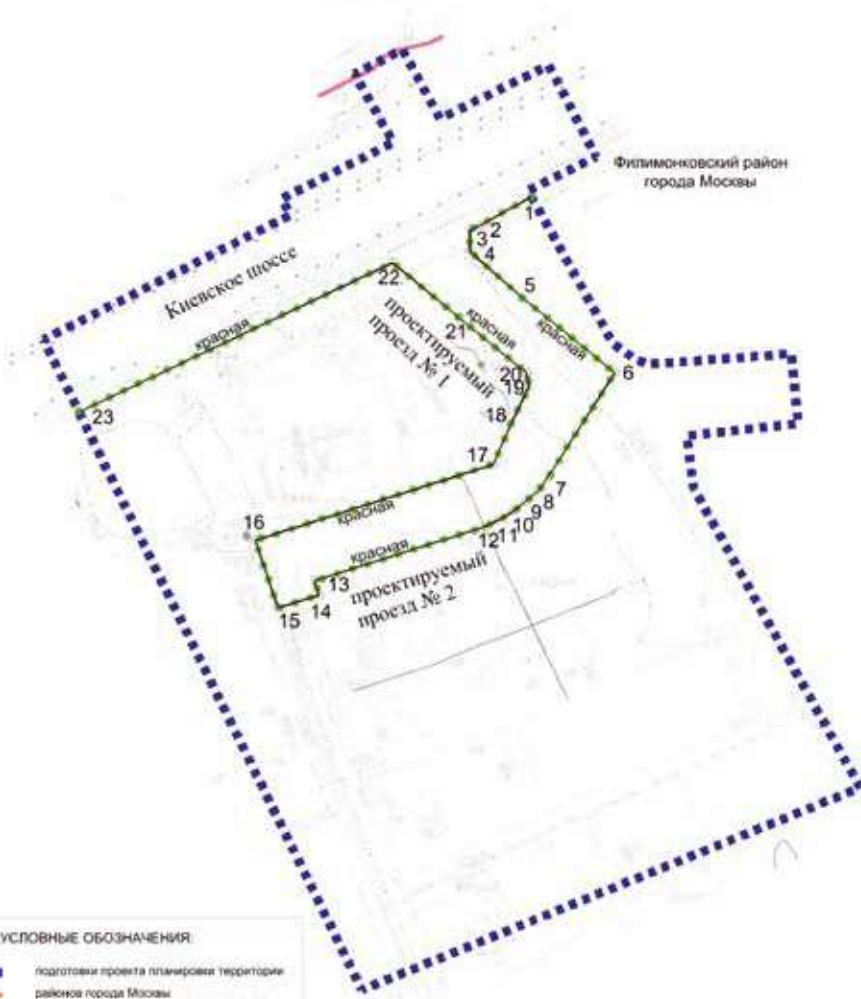 Филимонковский район
города Москвы
1
2
3
4
5
Киевское шоссе
22
красная
21
красная
красная
проектируемый
проезд № 1
20
19
6
23
18
17
7
8
9
10
11
12
16
красная
красная
13
проектируемый
проезд № 2
14
15
УСЛОВНЫЕ ОБОЗНАЧЕНИЯ:
подготовки проекта планировки территории
районов города Москвы